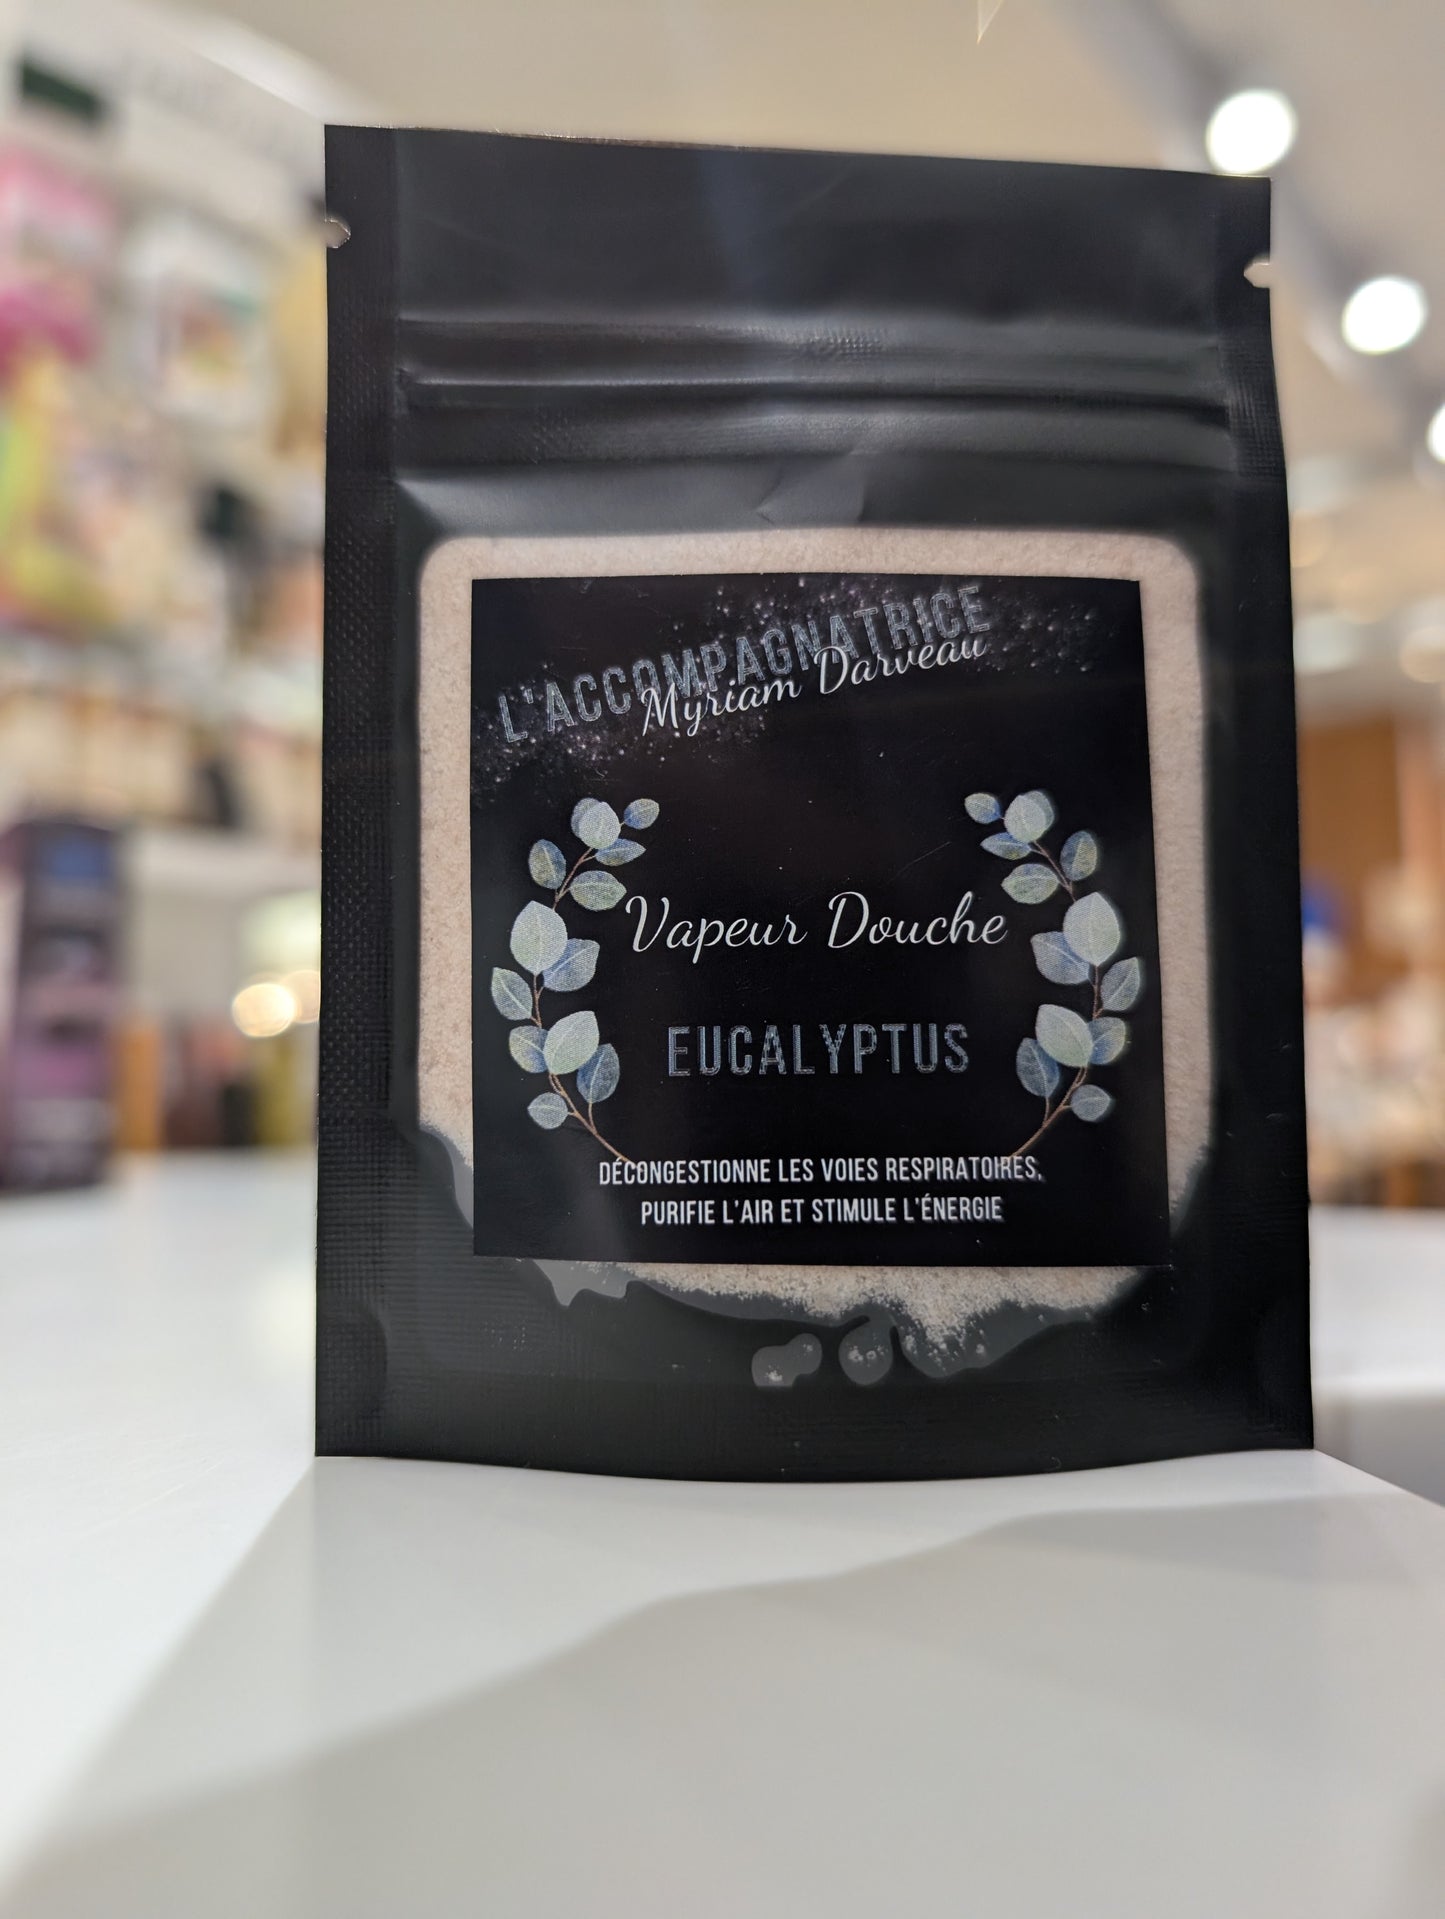 L'ACCOMPAGNATRICE
Myriam Darveau
Vapeur Douche
EUCALYPTUS
DÉCONGESTIONNE LES VOIES RESPIRATOIRES,
PURIFIE L'AIR ET STIMULE L'ÉNERGIE